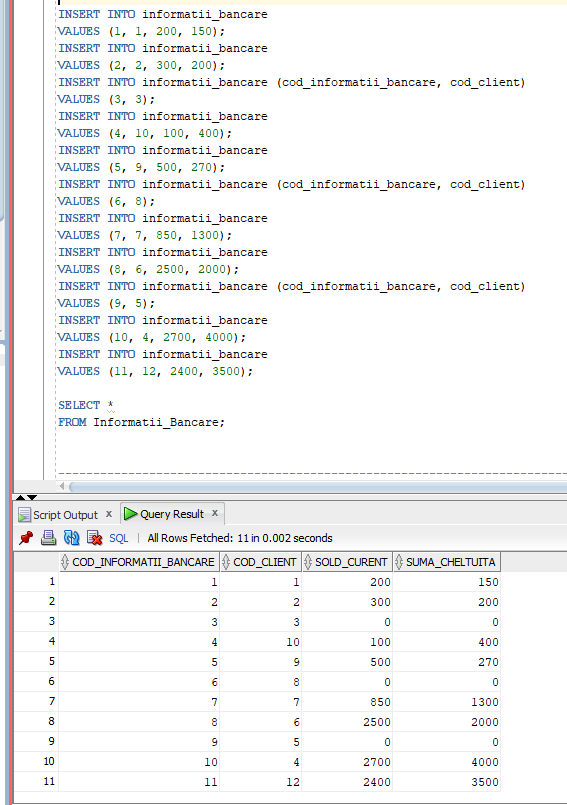 INSERT INTO informatii_bancare
VALUES (1, 1, 200, 150);
INSERT INTO informatii_bancare
VALUES (2, 2, 300, 200);
INSERT INTO informatii_bancare (cod_informatii_bancare, cod_client)
VALUES (3, 3);
INSERT INTO informatii_bancare
VALUES (4, 10, 100, 400);
INSERT INTO informatii_bancare
VALUES (5, 9, 500, 270);
INSERT INTO informatii_bancare (cod_informatii_bancare, cod_client)
VALUES (6, 8);
INSERT INTO informatii_bancare
VALUES (7, 7, 850, 1300);
INSERT INTO informatii_bancare
VALUES (8, 6, 2500, 2000);
INSERT INTO informatii_bancare (cod_informatii_bancare, cod_client)
VALUES (9, 5);
INSERT INTO informatii_bancare
VALUES (10, 4, 2700, 4000);
INSERT INTO informatii_bancare
VALUES (11, 12, 2400, 3500);
SELECT *
FROM Informatii_Bancare;
Script Output x Query Result x
SQL | All Rows Fetched: 11 in 0.002 seconds
COD_INFORMATII_BANCARE COD_CLIENT SOLD_CURENT SUMA_CHELTUITA
1 1 1 200 150
2 2 2 300 200
3 3 3 0 0
4 4 10 100 400
5 5 9 500 270
6 6 8 0 0
7 7 7 850 1300
8 8 6 2500 2000
9 9 5 0 0
10 10 4 2700 4000
11 11 12 2400 3500